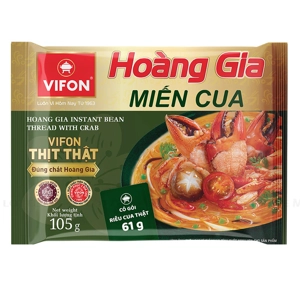 VIFON
Hoàng Gia
MIẾN CUA
HOANG GIA INSTANT BEAN
THREAD WITH CRAB
VIFON
THỊT THẬT
Đúng chất Hoàng Gia
Net weight
Khối lượng tịnh
105g
CÓ GÓI
RIÊU CUA THẬT
61 g